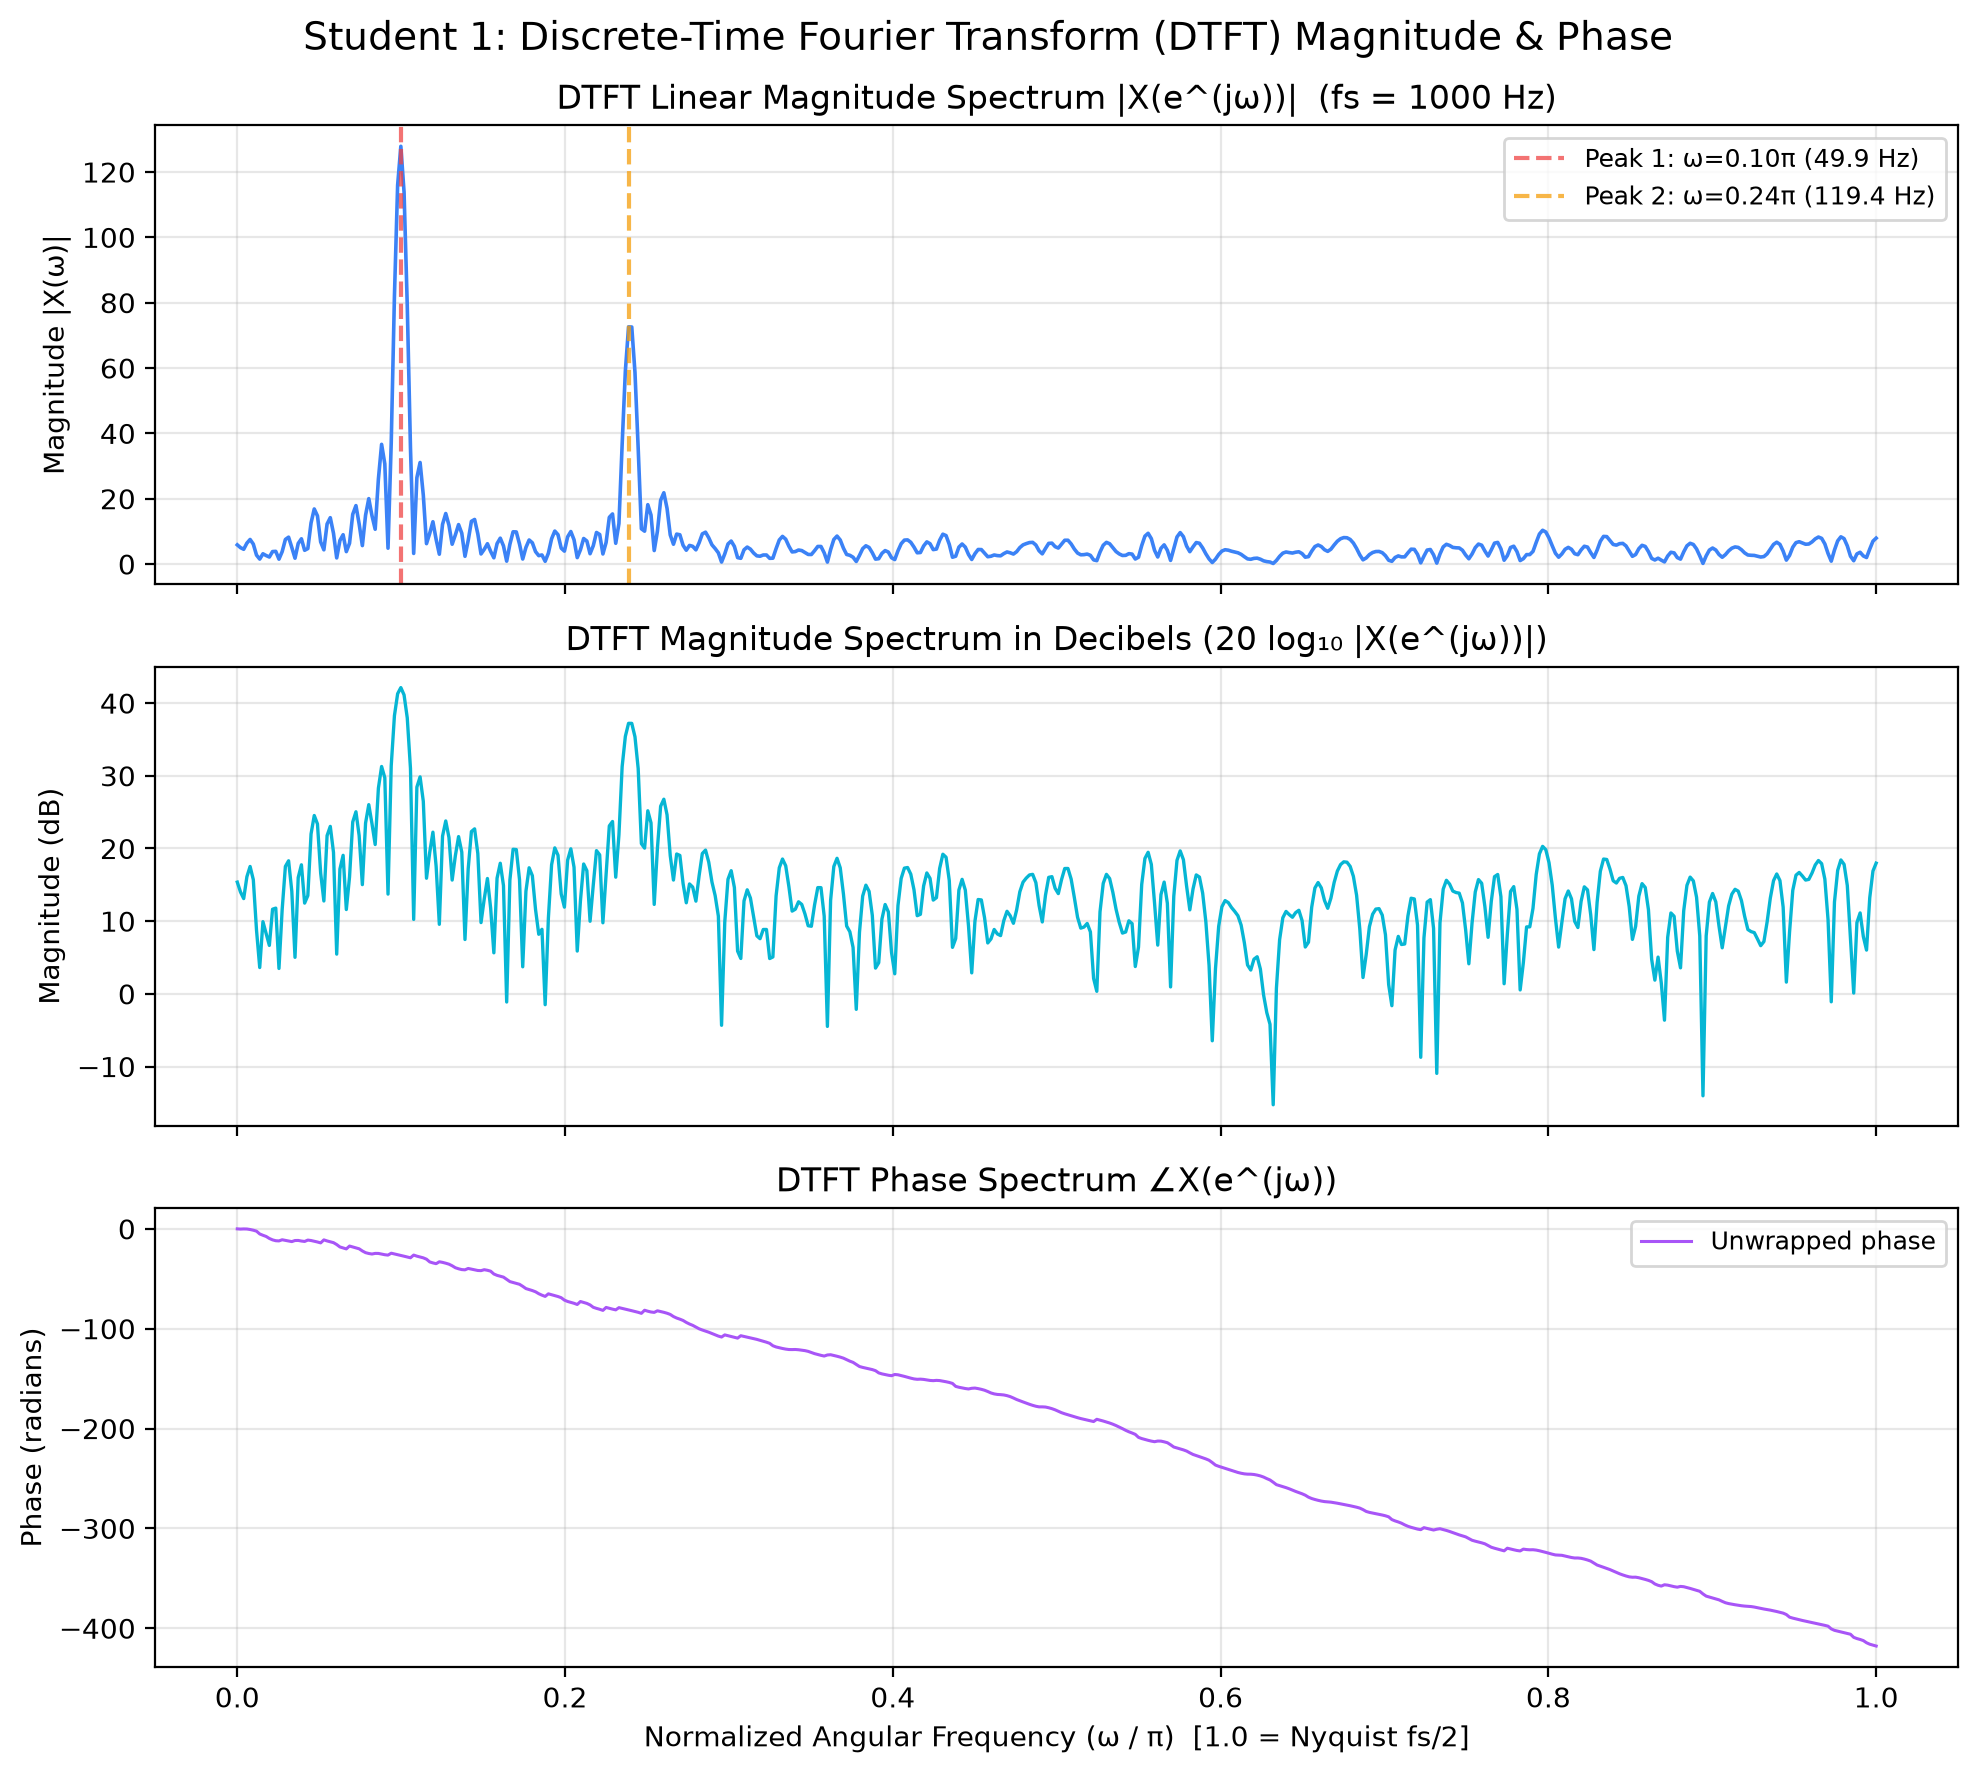 Student 1: Discrete-Time Fourier Transform (DTFT) Magnitude & Phase
DTFT Linear Magnitude Spectrum |X(e^(jω))|  (fs = 1000 Hz)
Magnitude |X(ω)|
120
100
80
60
40
20
0
Peak 1: ω=0.10π (49.9 Hz)
Peak 2: ω=0.24π (119.4 Hz)
DTFT Magnitude Spectrum in Decibels (20 log₁₀ |X(e^(jω))|)
Magnitude (dB)
40
30
20
10
0
−10
DTFT Phase Spectrum ∠X(e^(jω))
Phase (radians)
0
−100
−200
−300
−400
Unwrapped phase
0.0 0.2 0.4 0.6 0.8 1.0
Normalized Angular Frequency (ω / π)  [1.0 = Nyquist fs/2]